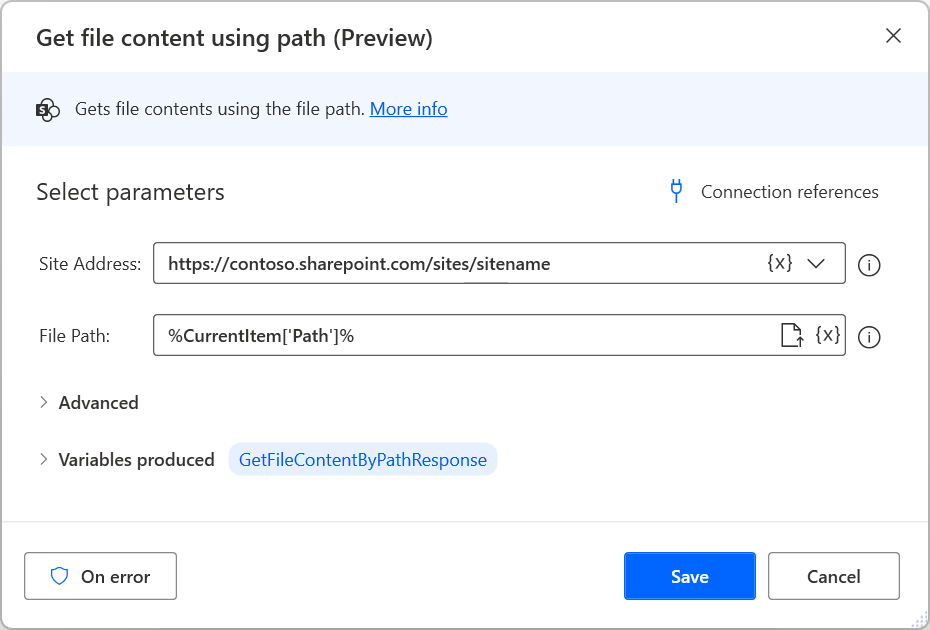 Get file content using path (Preview)
Gets file contents using the file path. More info
Select parameters
Connection references
Site Address: https://contoso.sharepoint.com/sites/sitename {x}
File Path: %CurrentItem['Path']% {x}
Advanced
Variables produced GetFileContentByPathResponse
On error
Save
Cancel